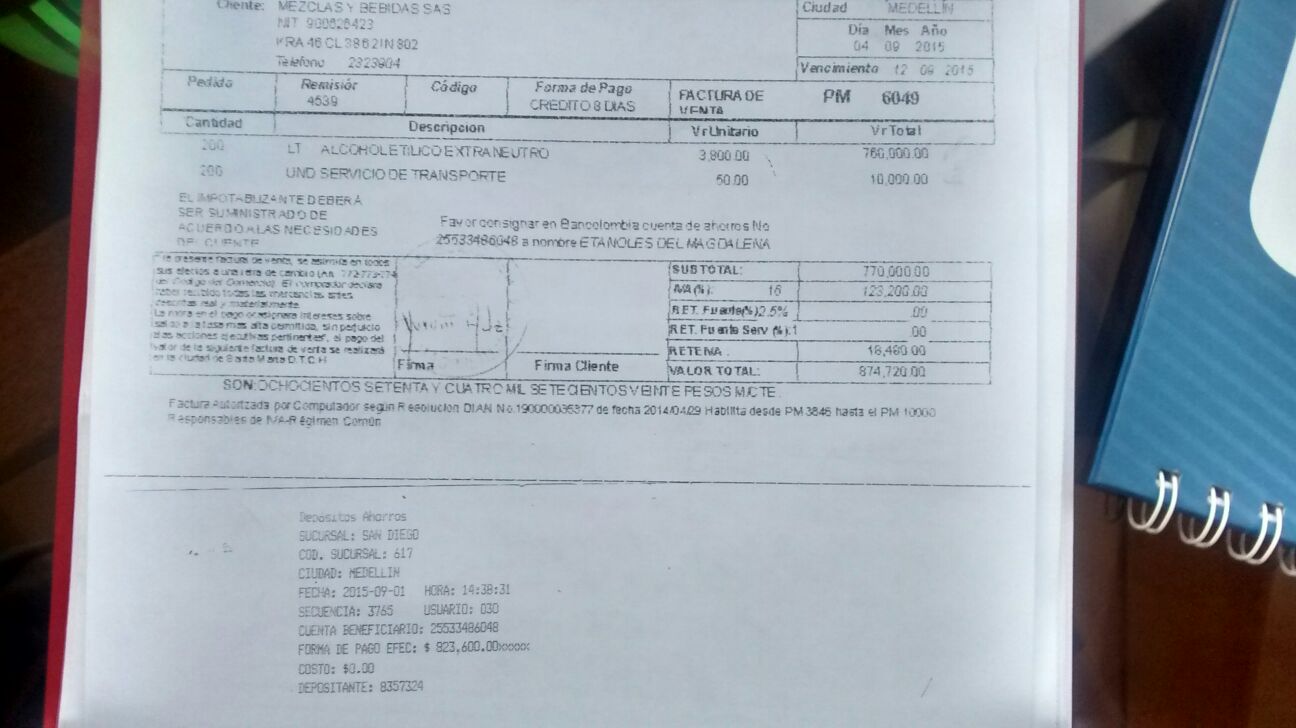 Cliente: MEZCLAS Y BEBIDAS SAS
NIT 900626423
KRA 46 CL 38 62 IN 802
Telefono 2323904
Ciudad MEDELLIN
Dia Mes Año
04 09 2015
Vencimiento 12 09 2015
Pedido Remisión Código Forma de Pago FACTURA DE VENTA PM 6049
4539 CREDITO 8 DIAS
Cantidad Descripcion Vr Unitario Vr Total
200 LT ALCOHOL ETILICO EXTRANEUTRO 3,800.00 760,000.00
200 UND SERVICIO DE TRANSPORTE 50.00 10,000.00
EL IMPOTABILIZANTE DEBERA
SER SUMINISTRADO DE
ACUERDO A LAS NECESIDADES
DEL CLIENTE
Favor consignar en Bancolombia cuenta de ahorros No
25533486048 a nombre ETANOLES DEL MAGDALENA
la presente factura de venta, se asimila en todos
sus efectos a una letra de cambio (Art. 772-773-774
del Codigo del Comercio). El comprador declara
haber recibido todas las mercancias antes
descritas real y materialmente.
La mora en el pago ocasionara intereses sobre
saldo a la tasa mas alta permitida, sin perjuicio
a las acciones ejecutivas pertinentes", el pago del
valor de la siguiente factura de venta se realizará
en la ciudad de Santa Marta D.T.C.H
Firma Firma Cliente
SUBTOTAL: 770,000.00
IVA(%): 16 123,200.00
RET. Fuente(%)2.5% .00
RET. Fuente Serv (%):1 .00
RETEIVA . 18,480.00
VALOR TOTAL: 874,720.00
SON: OCHOCIENTOS SETENTA Y CUATRO MIL SETECIENTOS VEINTE PESOS M/CTE.
Factura Autorizada por Computador según Resolucion DIAN No.190000036377 de fecha 2014/04/29 Habilita desde PM 3846 hasta el PM 10000
Responsables de IVA-Régimen Común
Depósitos Ahorros
SUCURSAL: SAN DIEGO
COD. SUCURSAL: 617
CIUDAD: MEDELLIN
FECHA: 2015-09-01 HORA: 14:38:31
SECUENCIA: 3765 USUARIO: 030
CUENTA BENEFICIARIO: 25533486048
FORMA DE PAGO EFEC: $ 823,600.00xxxxx
COSTO: $0.00
DEPOSITANTE: 8357324